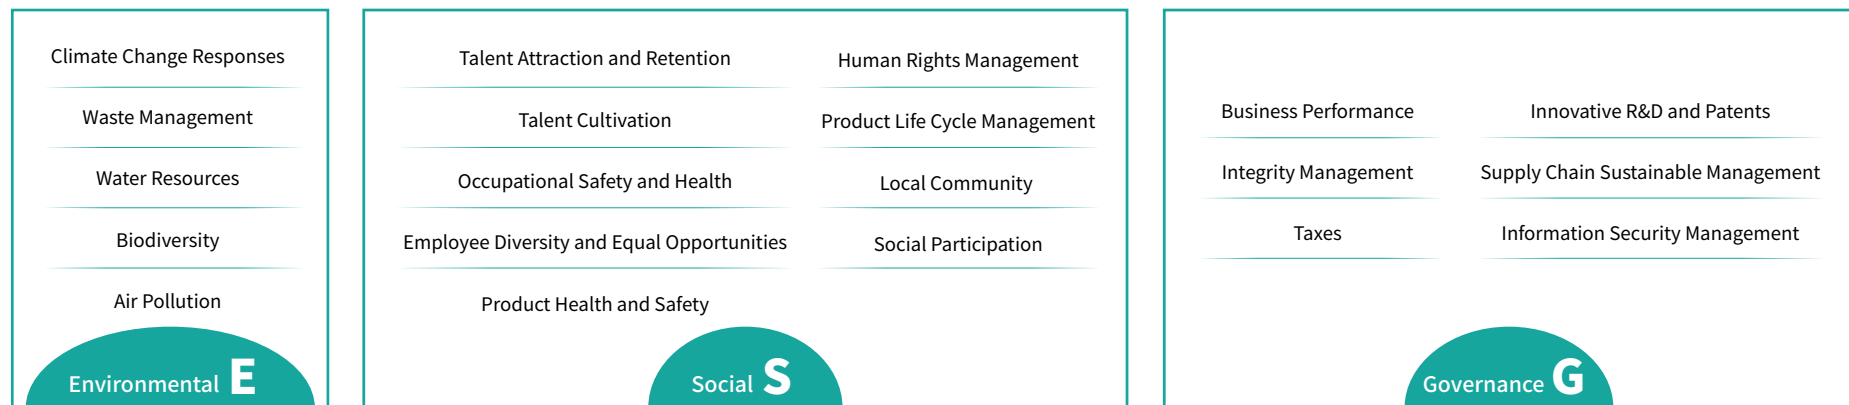 Climate Change Responses
Waste Management
Water Resources
Biodiversity
Air Pollution
Environmental E
Talent Attraction and Retention
Talent Cultivation
Occupational Safety and Health
Employee Diversity and Equal Opportunities
Product Health and Safety
Human Rights Management
Product Life Cycle Management
Local Community
Social Participation
Social S
Business Performance
Integrity Management
Taxes
Innovative R&D and Patents
Supply Chain Sustainable Management
Information Security Management
Governance G